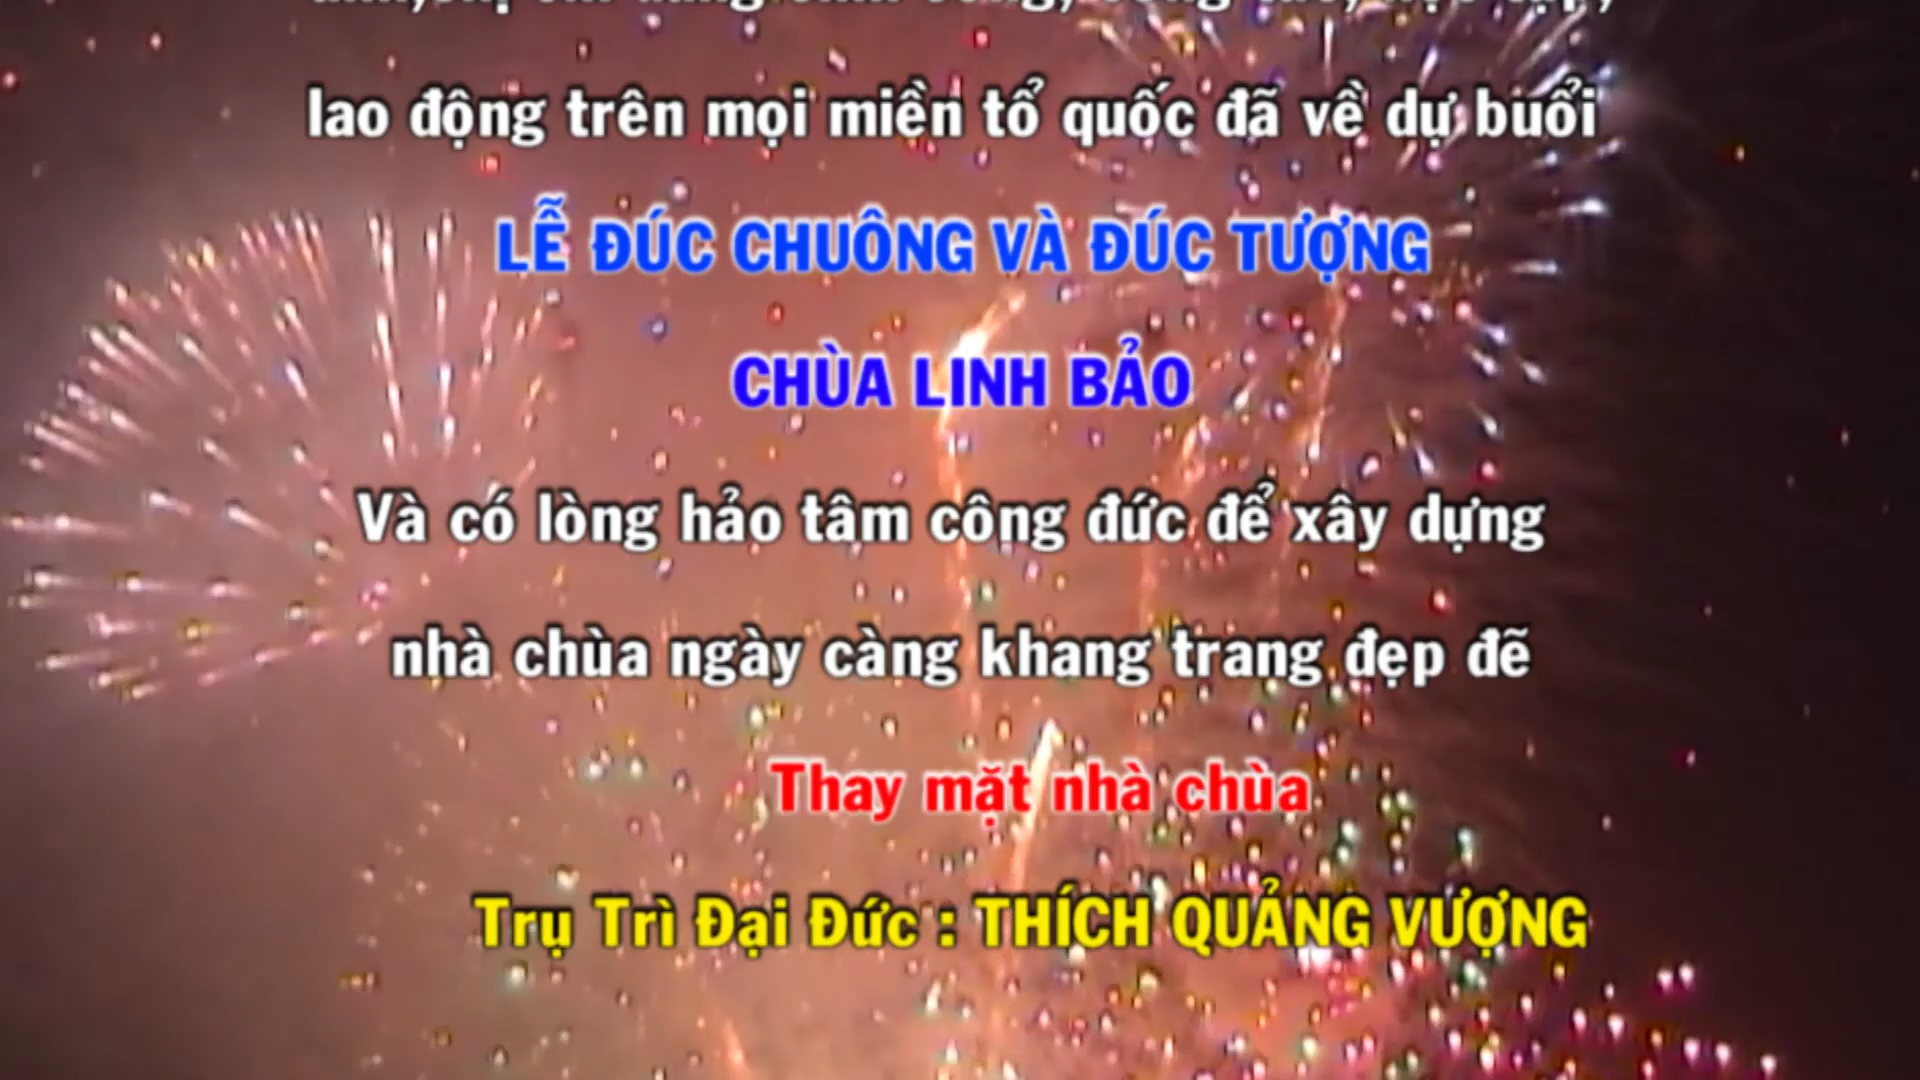 lao động trên mọi miền tổ quốc đã về dự buổi
LỄ ĐÚC CHUÔNG VÀ ĐÚC TƯỢNG
CHÙA LINH BẢO
Và có lòng hảo tâm công đức để xây dựng
nhà chùa ngày càng khang trang đẹp đẽ
Thay mặt nhà chùa
Trụ Trì Đại Đức : THÍCH QUẢNG VƯỢNG